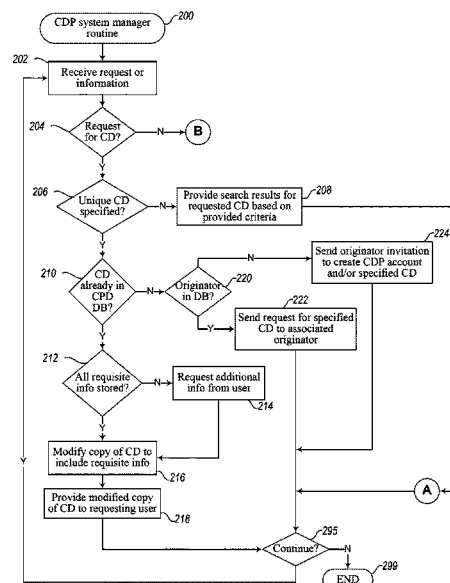 CDP system manager
routine
200
202
Receive request or
information
204
Request
for CD?
N
B
Y
206
Unique CD
specified?
N
Provide search results for
requested CD based on
provided criteria
208
Y
224
Send originator invitation
to create CDP account
and/or specified CD
210
CD
already in
CPD
DB?
N
Originator
in DB?
220
N
Y
222
Send request for specified
CD to associated
originator
Y
212
All requisite
info stored?
N
Request additional
info from user
214
Y
Y
Modify copy of CD to
include requisite info
216
Provide modified copy
of CD to requesting user
218
A
295
Continue?
N
END
299